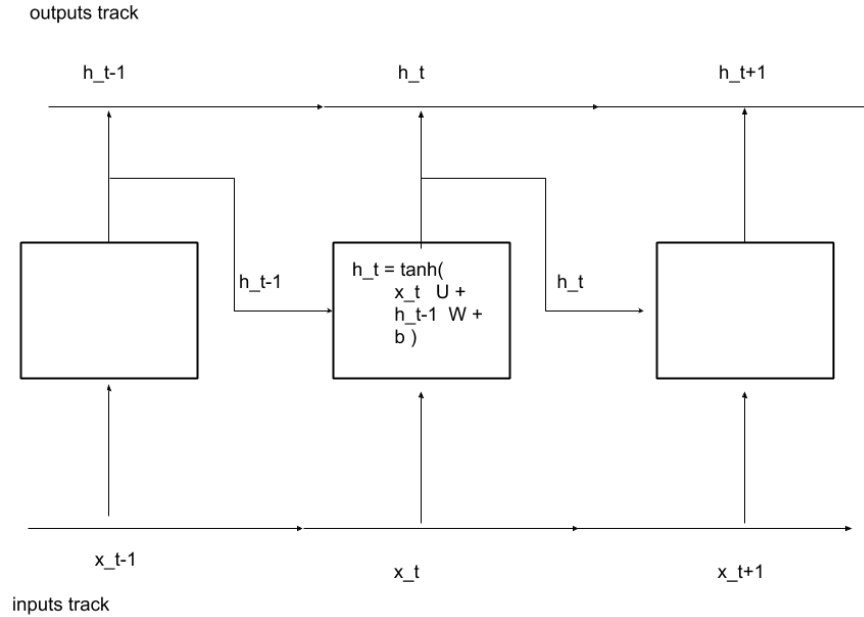 outputs track
h_t-1
h_t
h_t+1
h_t-1
h_t = tanh(
x_t U +
h_t-1 W +
b )
h_t
x_t-1
x_t
x_t+1
inputs track